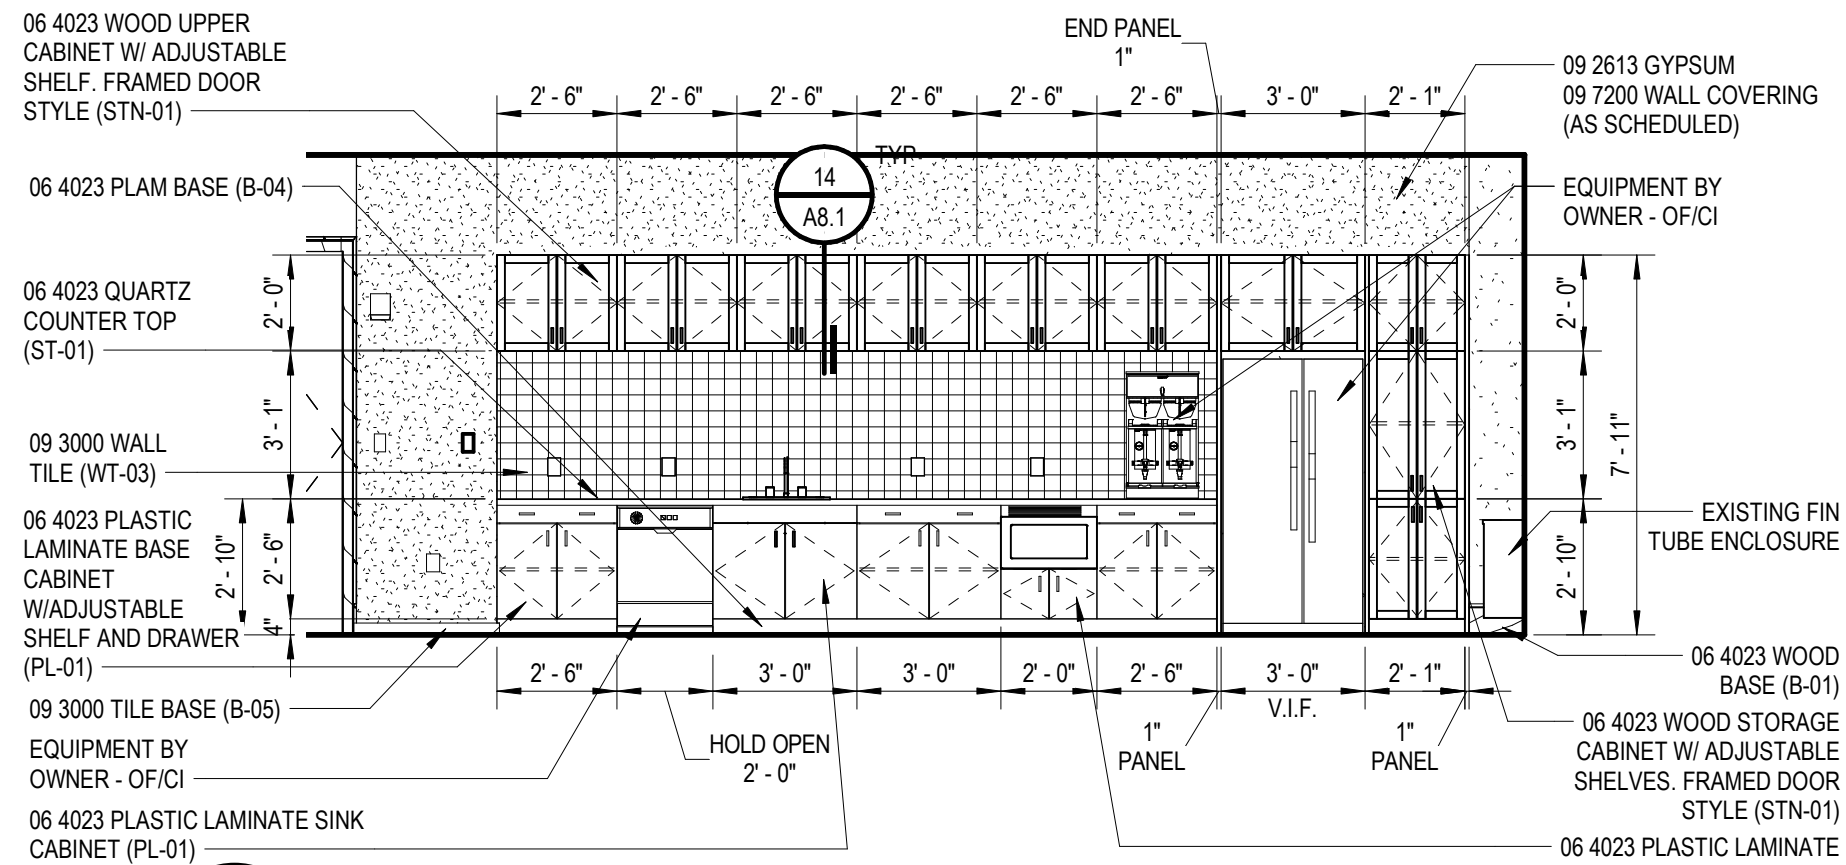 06 4023 WOOD UPPER
CABINET W/ ADJUSTABLE
SHELF. FRAMED DOOR
STYLE (STN-01)
06 4023 PLAM BASE (B-04)
06 4023 QUARTZ
COUNTER TOP
(ST-01)
09 3000 WALL
TILE (WT-03)
06 4023 PLASTIC
LAMINATE BASE
CABINET
W/ADJUSTABLE
SHELF AND DRAWER
(PL-01)
09 3000 TILE BASE (B-05)
EQUIPMENT BY
OWNER - OF/CI
06 4023 PLASTIC LAMINATE SINK
CABINET (PL-01)
2' - 0"
3' - 1"
2' - 10"
2' - 6"
4"
END PANEL
1"
2' - 6" 2' - 6" 2' - 6" 2' - 6" 2' - 6" 2' - 6" 3' - 0" 2' - 1"
TYP
14
A8.1
2' - 6" 3' - 0" 3' - 0" 2' - 0" 2' - 6" 3' - 0" 2' - 1"
V.I.F.
HOLD OPEN
2' - 0"
1"
PANEL
1"
PANEL
2' - 0"
3' - 1"
2' - 10"
7' - 11"
09 2613 GYPSUM
09 7200 WALL COVERING
(AS SCHEDULED)
EQUIPMENT BY
OWNER - OF/CI
EXISTING FIN
TUBE ENCLOSURE
06 4023 WOOD
BASE (B-01)
06 4023 WOOD STORAGE
CABINET W/ ADJUSTABLE
SHELVES. FRAMED DOOR
STYLE (STN-01)
06 4023 PLASTIC LAMINATE